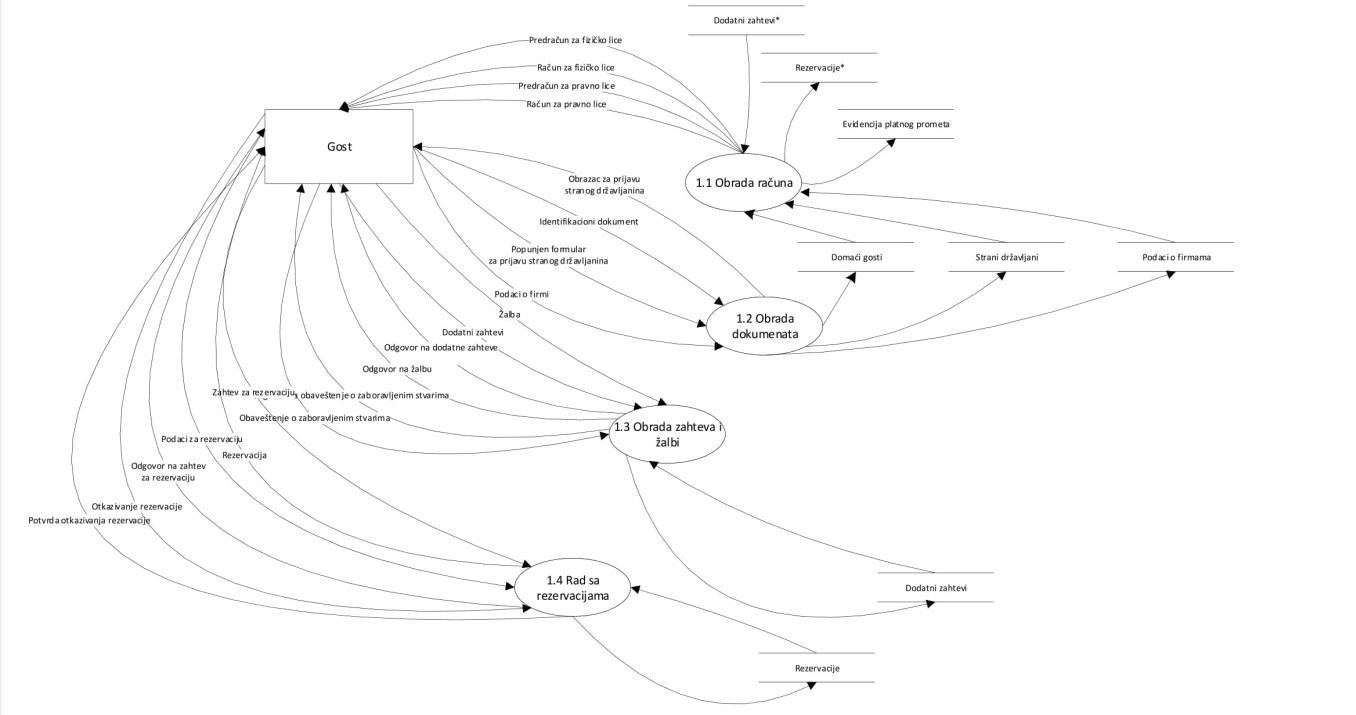 Dodatni zahtevi*
Predračun za fizičko lice
Račun za fizičko lice
Rezervacije*
Predračun za pravno lice
Račun za pravno lice
Evidencija platnog prometa
Gost
1.1 Obrada računa
Obrazac za prijavu
stranog državljanina
Identifikacioni dokument
Popunjen formular
za prijavu stranog državljanina
Domaći gosti
Strani državljani
Podaci o firmama
Podaci o firmi
Žalba
1.2 Obrada
dokumenata
Dodatni zahtevi
Odgovor na dodatne zahteve
Odgovor na žalbu
Zahtev za rezervaciju
obaveštenje o zaboravljenim stvarima
Obaveštenje o zaboravljenim stvarima
1.3 Obrada zahteva i
žalbi
Podaci za rezervaciju
Rezervacija
Odgovor na zahtev
za rezervaciju
Otkazivanje rezervacije
Potvrda otkazivanja rezervacije
1.4 Rad sa
rezervacijama
Dodatni zahtevi
Rezervacije